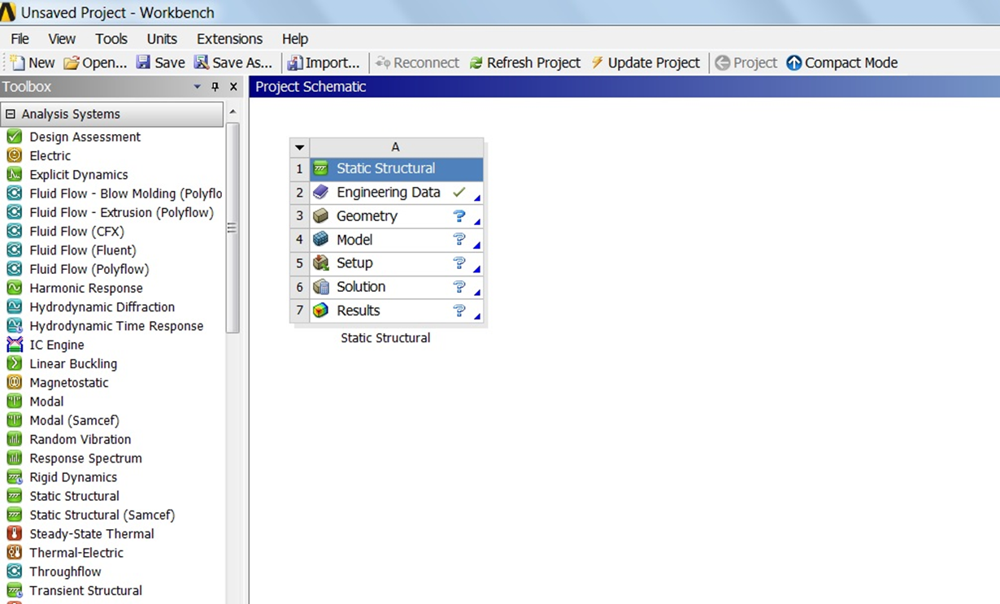 Unsaved Project - Workbench
File View Tools Units Extensions Help
New Open... Save Save As... Import... Reconnect Refresh Project Update Project Project Compact Mode
Toolbox
Analysis Systems
Design Assessment
Electric
Explicit Dynamics
Fluid Flow - Blow Molding (Polyflo
Fluid Flow - Extrusion (Polyflow)
Fluid Flow (CFX)
Fluid Flow (Fluent)
Fluid Flow (Polyflow)
Harmonic Response
Hydrodynamic Diffraction
Hydrodynamic Time Response
IC Engine
Linear Buckling
Magnetostatic
Modal
Modal (Samcef)
Random Vibration
Response Spectrum
Rigid Dynamics
Static Structural
Static Structural (Samcef)
Steady-State Thermal
Thermal-Electric
Throughflow
Transient Structural
Project Schematic
A
1 Static Structural
2 Engineering Data
3 Geometry ?
4 Model ?
5 Setup ?
6 Solution ?
7 Results ?
Static Structural